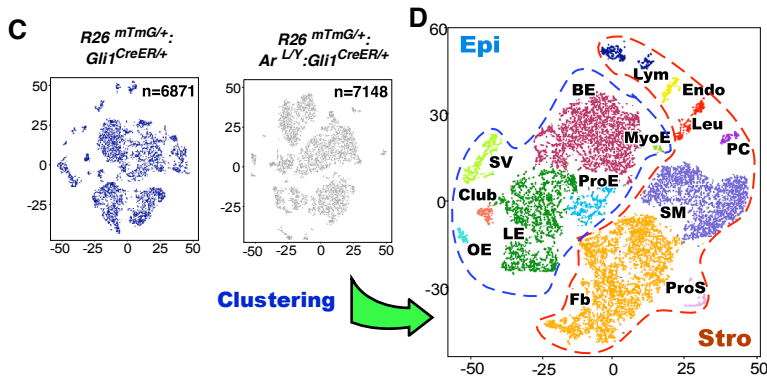 C
R26 mTmG/+:
Gli1CreER/+
n=6871
50
25
0
-25
-50 -25 0 25 50
R26 mTmG/+:
Ar L/Y:Gli1CreER/+
n=7148
50
25
0
-25
-50 -25 0 25 50
Clustering
D
60
30
0
-30
-50 -25 0 25 50
Epi
Lym
BE
Endo
MyoE
Leu
PC
SV
ProE
Club
SM
LE
OE
Fb
ProS
Stro